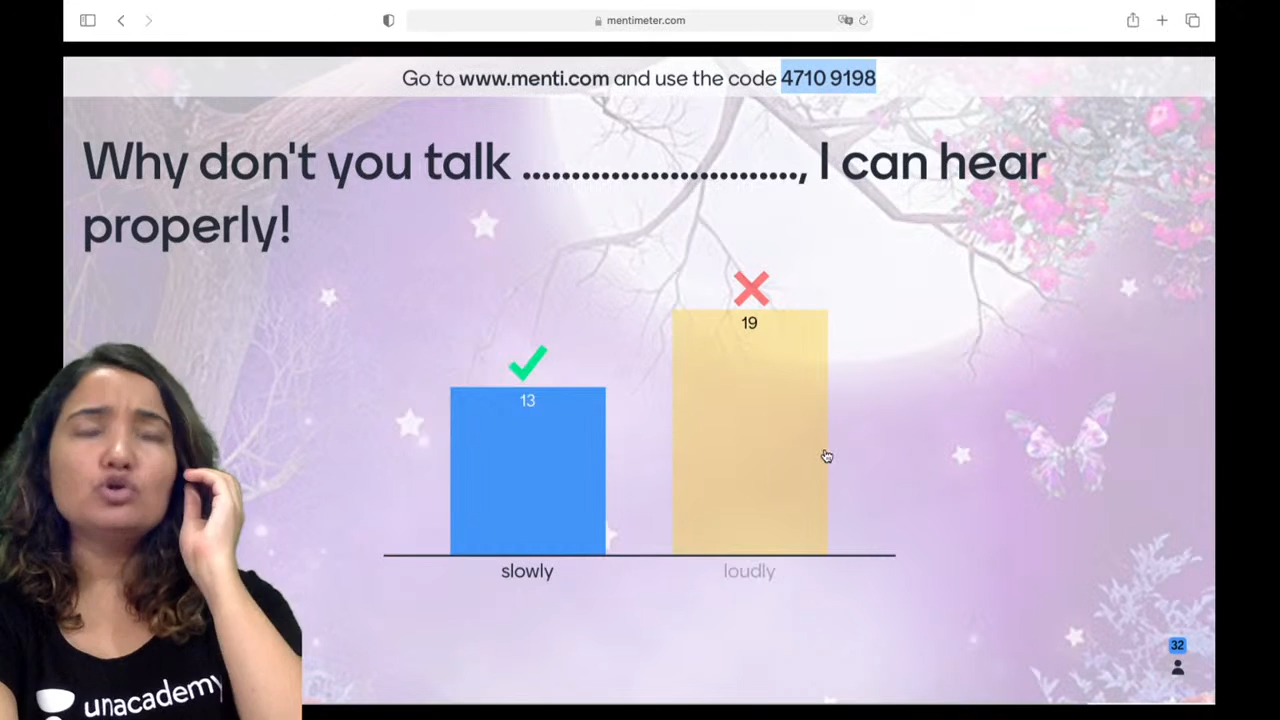 mentimeter.com
Go to www.menti.com and use the code 4710 9198
Why don't you talk ............................, I can hear
properly!
19
13
slowly
loudly
32
unacademy